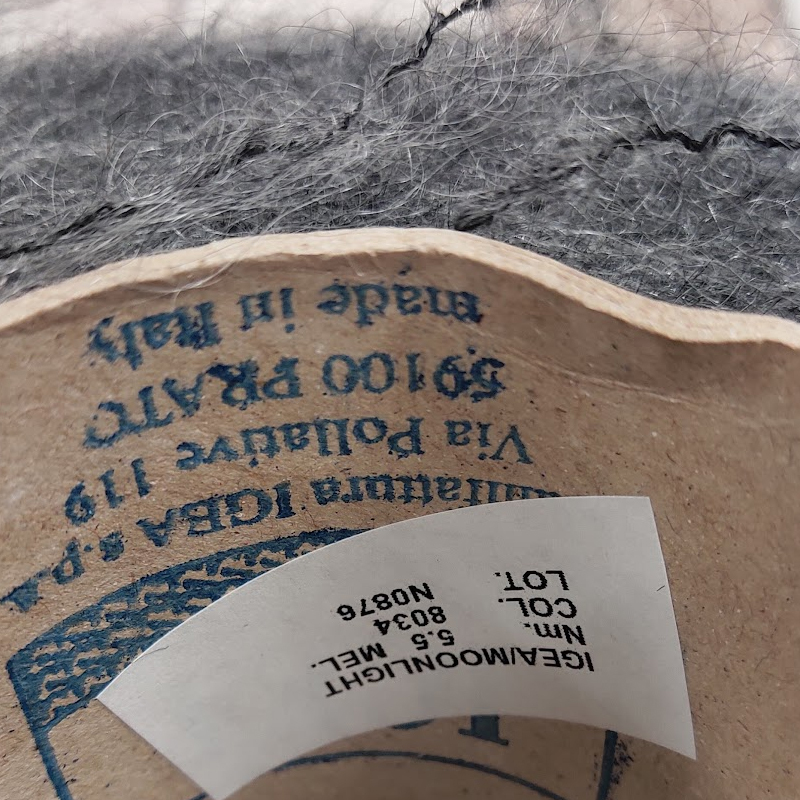 IGEA/MOONLIGHT
Nm. 5.5 MEL.
COL. 8034
LOT. N0876
nifattura IGEA s.p.a.
Via Pollative 119
59100 PRATO
made in Italy